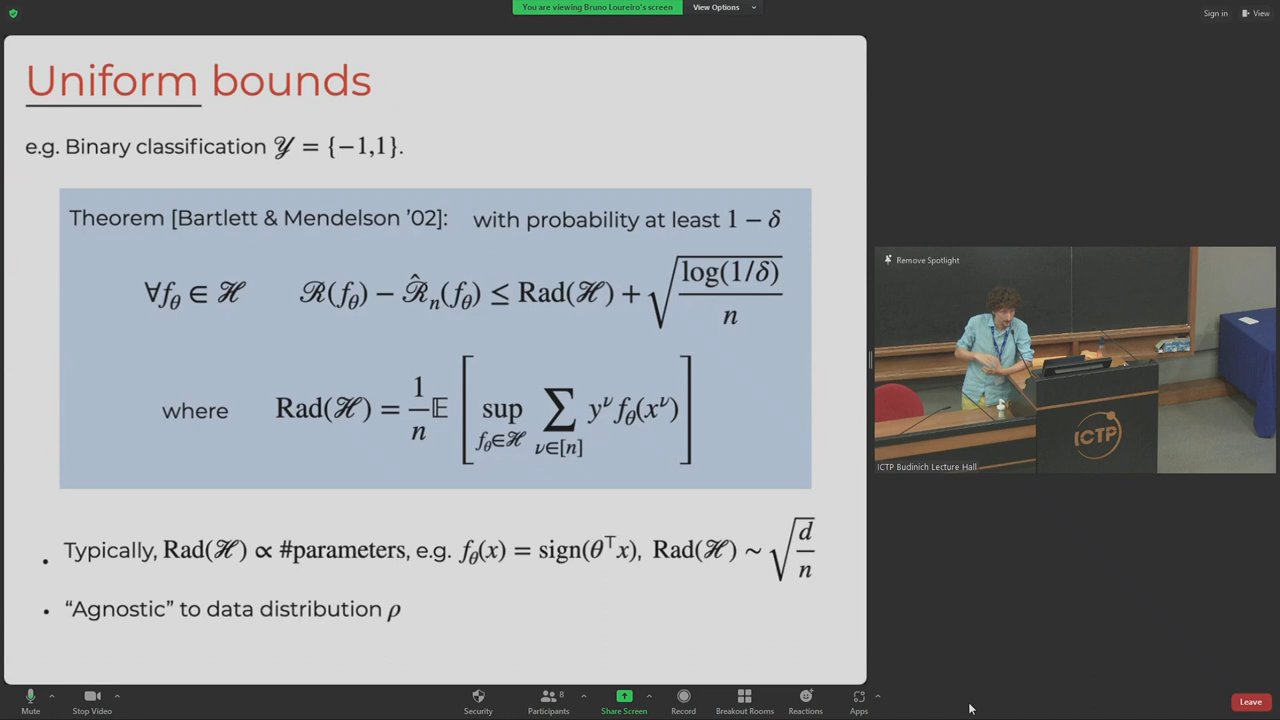 You are viewing Bruno Loureiro's screen
View Options
Sign in
View
Uniform bounds
e.g. Binary classification 𝒴 = {−1,1}.
Theorem [Bartlett & Mendelson '02]: with probability at least 1 − δ
∀f_θ ∈ ℋ ℛ(f_θ) − ℛ̂_n(f_θ) ≤ Rad(ℋ) + √(log(1/δ)/n)
where Rad(ℋ) = 1/n 𝔼 [ sup_{f_θ∈ℋ} ∑_{ν∈[n]} y^ν f_θ(x^ν) ]
• Typically, Rad(ℋ) ∝ #parameters, e.g. f_θ(x) = sign(θ^⊤x), Rad(ℋ) ~ √(d/n)
• “Agnostic” to data distribution ρ
Remove Spotlight
ICTP
ICTP Budinich Lecture Hall
Mute
Stop Video
Security
Participants
8
Share Screen
Record
Breakout Rooms
Reactions
Apps
Leave